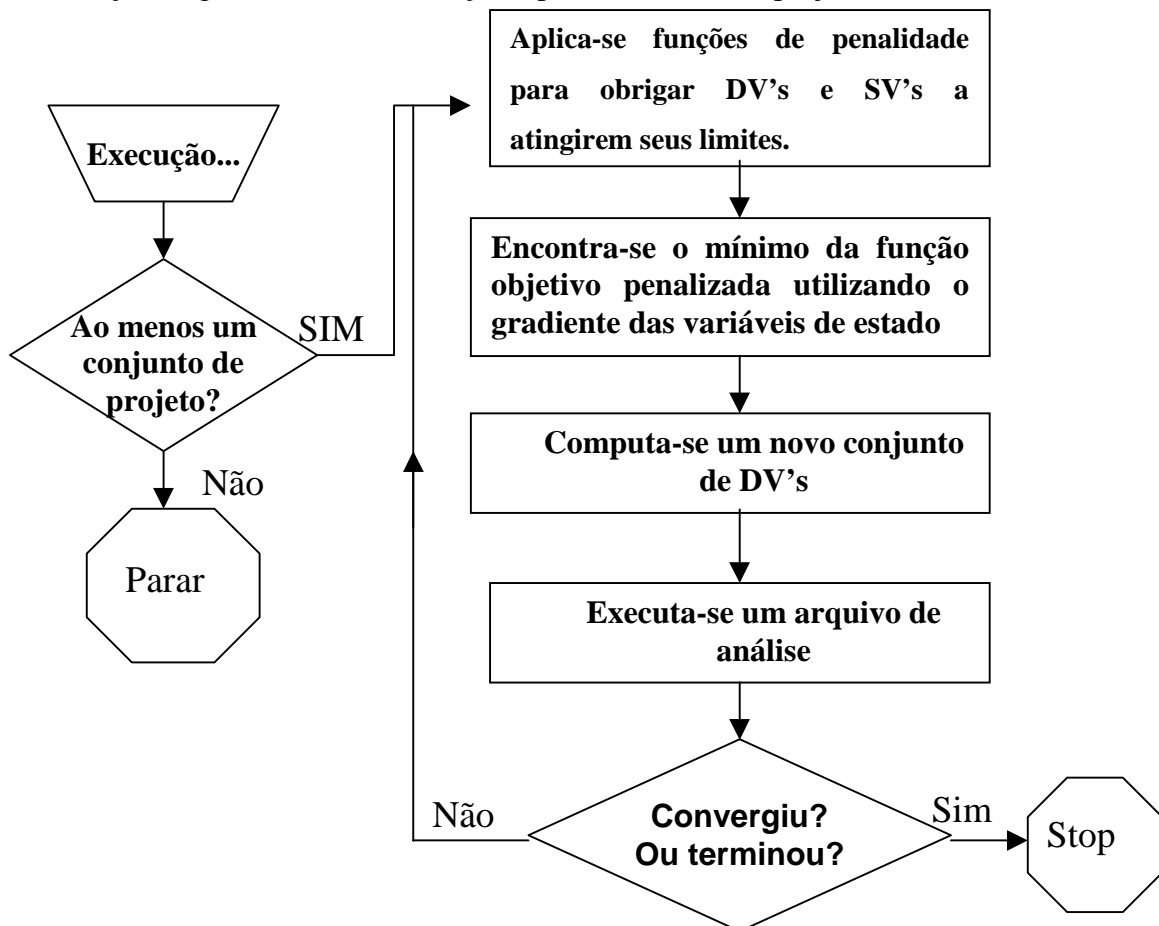 Aplica-se funções de penalidade
para obrigar DV's e SV's a
atingirem seus limites.
Execução...
Encontra-se o mínimo da função
objetivo penalizada utilizando o
gradiente das variáveis de estado
Ao menos um
conjunto de
projeto?
SIM
Computa-se um novo conjunto
de DV's
Não
Parar
Executa-se um arquivo de
análise
Convergiu?
Ou terminou?
Não
Sim
Stop